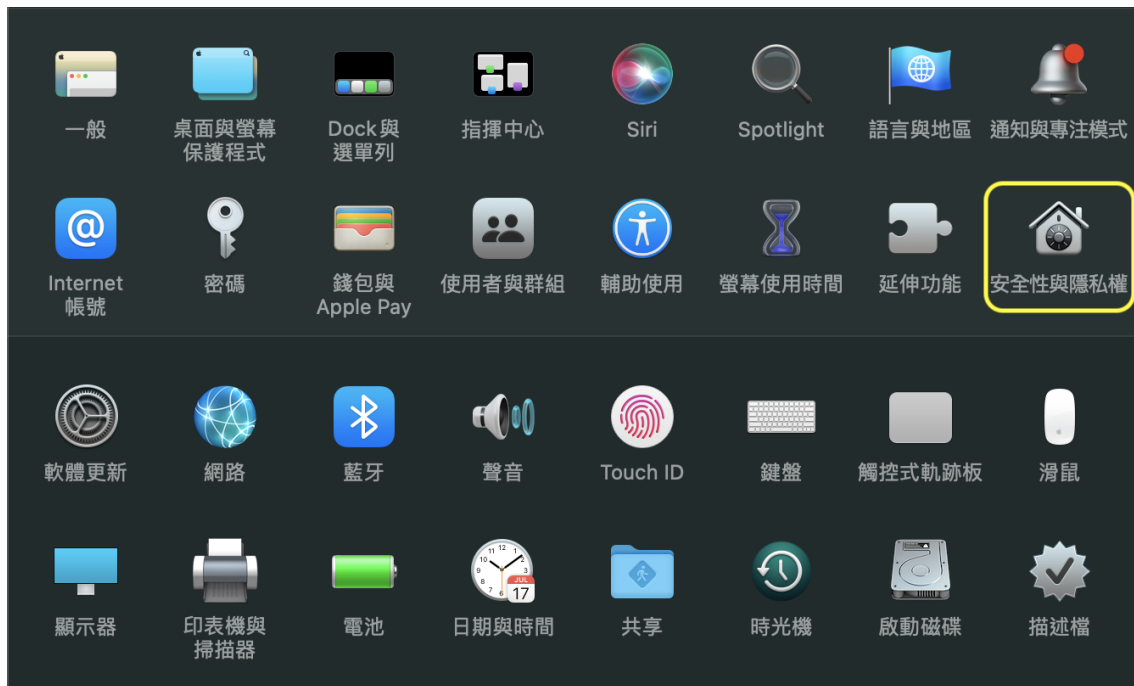 一般
桌面與螢幕
保護程式
Dock與
選單列
指揮中心
Siri
Spotlight
語言與地區
通知與專注模式
Internet
帳號
密碼
錢包與
Apple Pay
使用者與群組
輔助使用
螢幕使用時間
延伸功能
安全性與隱私權
軟體更新
網路
藍牙
聲音
Touch ID
鍵盤
觸控式軌跡板
滑鼠
顯示器
印表機與
掃描器
電池
JUL
17
日期與時間
共享
時光機
啟動磁碟
描述檔